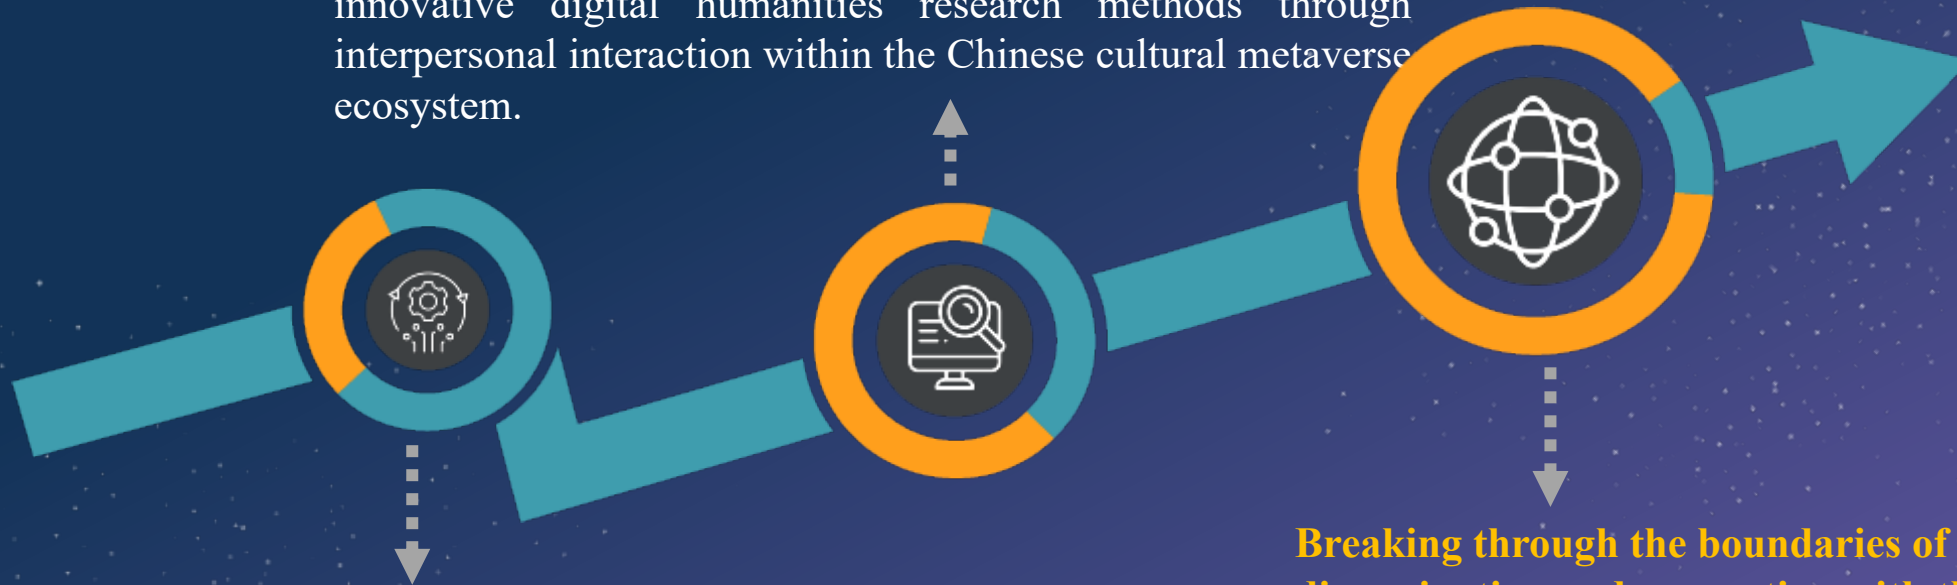 innovative digital humanities research methods through
interpersonal interaction within the Chinese cultural metaverse
ecosystem.
Breaking through the boundaries of